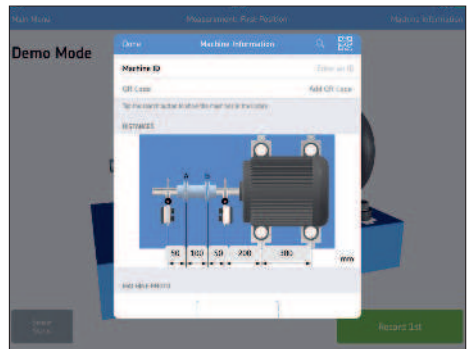 Main Menu
Measurement: First Position
Machine Information
Demo Mode
Done
Machine Information
Machine ID
Enter an ID
QR Code
Add QR Code
DISTANCES
50 100 50 200 300
mm
Record 1st